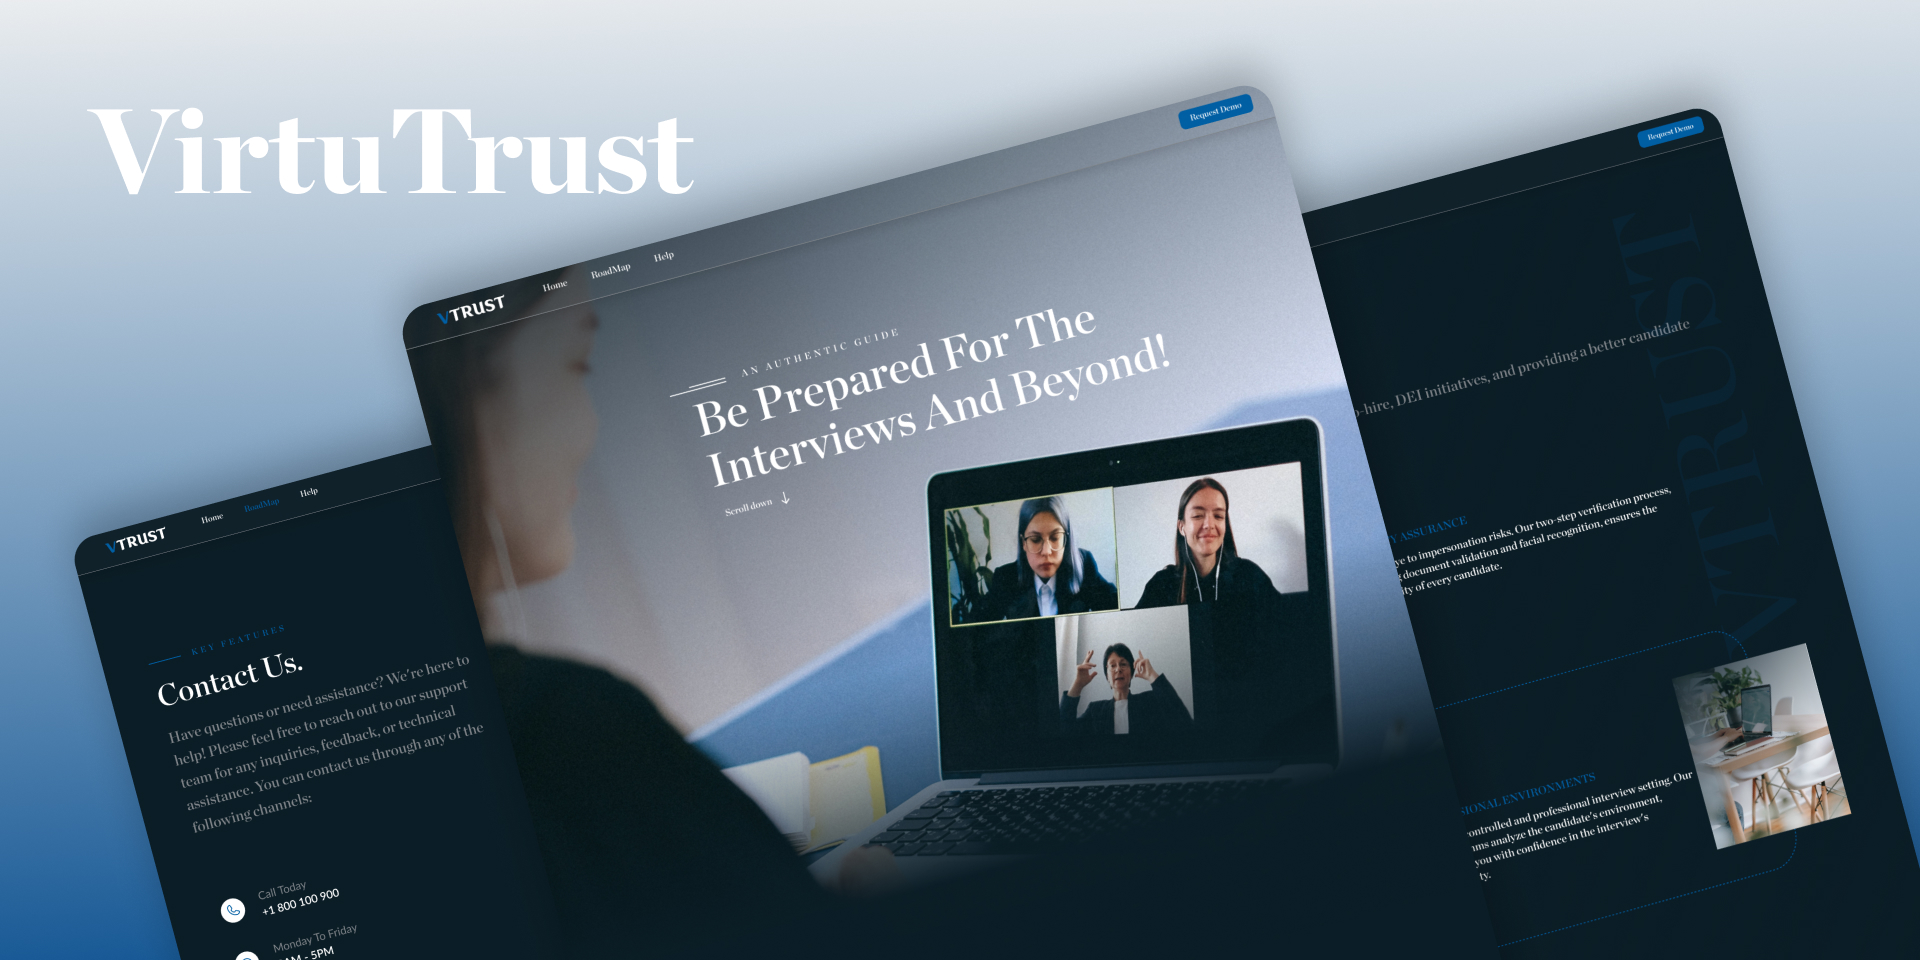 VirtuTrust
VTRUST
Home
RoadMap
Help
Request Demo
AN AUTHENTIC GUIDE
Be Prepared For The
Interviews And Beyond!
Scroll down
VTRUST
Home
RoadMap
Help
KEY FEATURES
Contact Us.
Have questions or need assistance? We're here to
help! Please feel free to reach out to our support
team for any inquiries, feedback, or technical
assistance. You can contact us through any of the
following channels:
Call Today
+1 800 100 900
Monday To Friday
AM - 5PM
Request Demo
VTRUST
-hire, DEI initiatives, and providing a better candidate
ASSURANCE
to impersonation risks. Our two-step verification process,
document validation and facial recognition, ensures the
of every candidate.
ENVIRONMENTS
and professional interview setting. Our
analyze the candidate's environment,
you with confidence in the interview's